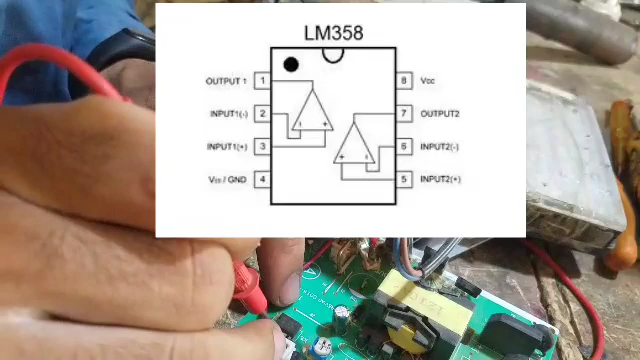 LM358
OUTPUT 1 1 8 Vcc
INPUT1(-) 2 7 OUTPUT2
INPUT1(+) 3 6 INPUT2(-)
VEE / GND 4 5 INPUT2(+)